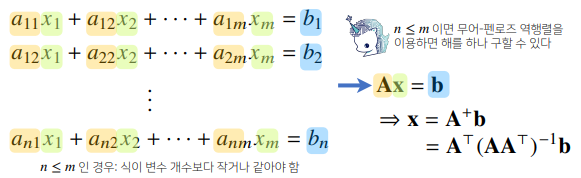 a₁₁x₁ + a₁₂x₂ + ⋯ + a₁ₘxₘ = b₁
a₁₂x₁ + a₂₂x₂ + ⋯ + a₂ₘxₘ = b₂
⋮
aₙ₁x₁ + aₙ₂x₂ + ⋯ + aₙₘxₘ = bₙ
n ≤ m 인 경우: 식이 변수 개수보다 작거나 같아야 함
n ≤ m 이면 무어-펜로즈 역행렬을
이용하면 해를 하나 구할 수 있다
Ax = b
⇒ x = A⁺b
= A⊤(AA⊤)⁻¹b